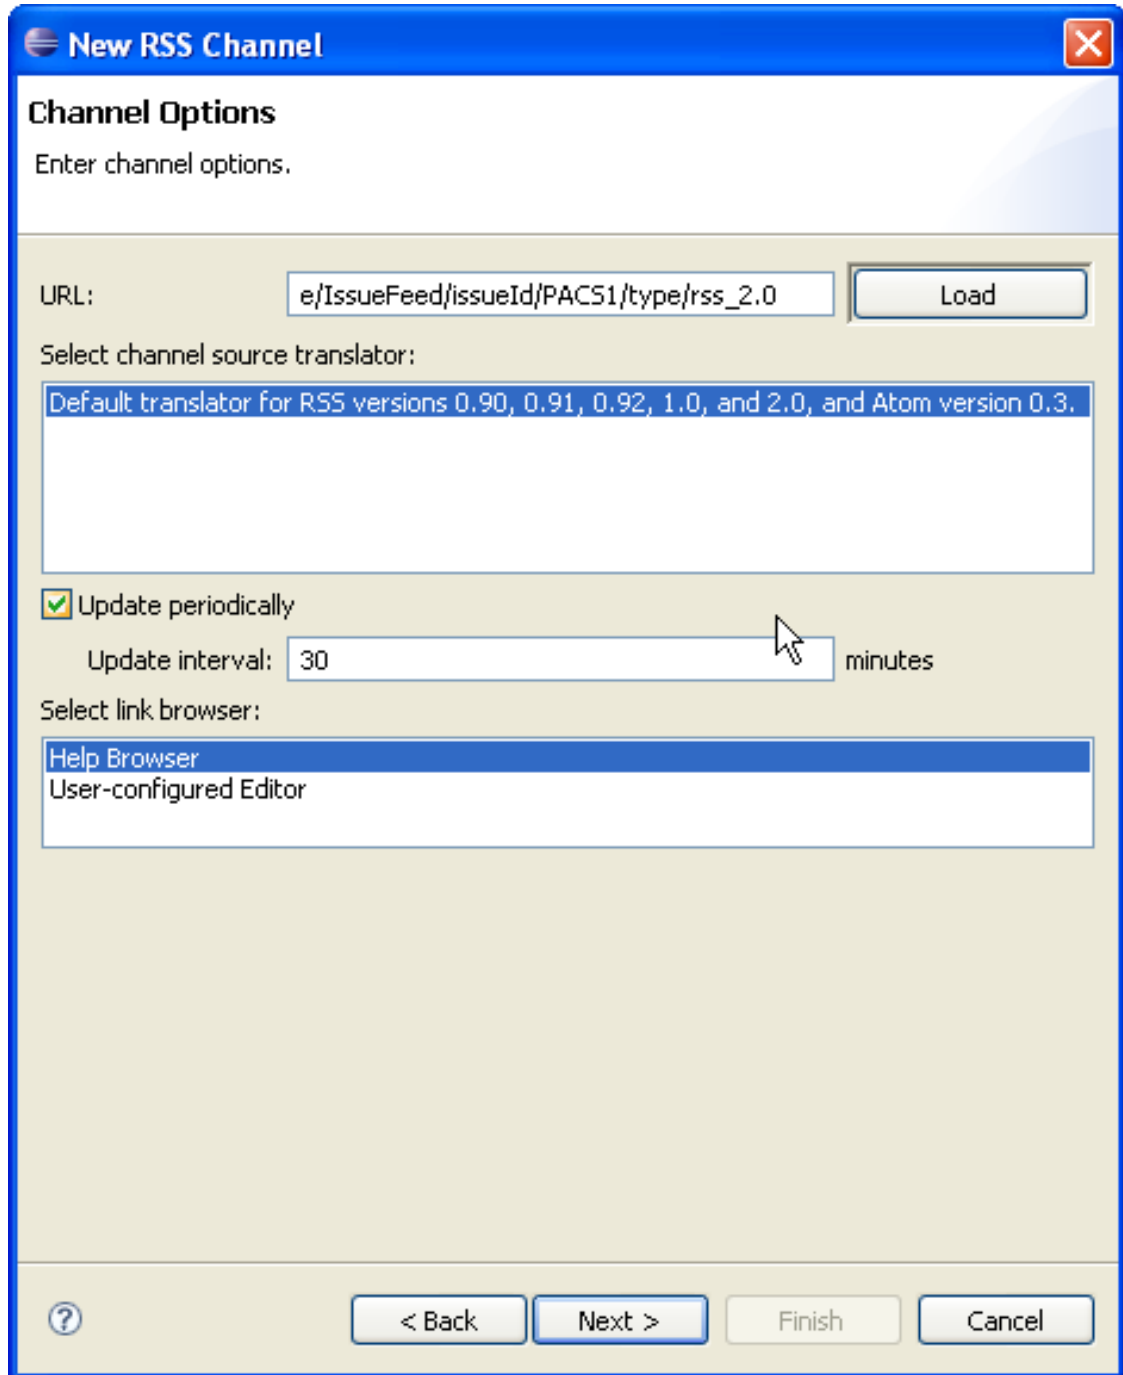 New RSS Channel
Channel Options
Enter channel options.
URL: e/IssueFeed/issueId/PACS1/type/rss_2.0 Load
Select channel source translator:
Default translator for RSS versions 0.90, 0.91, 0.92, 1.0, and 2.0, and Atom version 0.3.
Update periodically
Update interval: 30 minutes
Select link browser:
Help Browser
User-configured Editor
? < Back Next > Finish Cancel